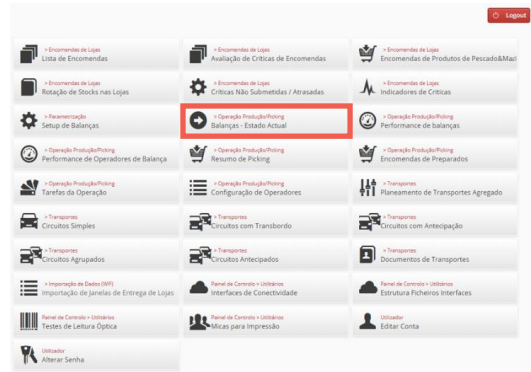 Logout
> Encomendas de Lojas
Lista de Encomendas
> Encomendas de Lojas
Avaliação de Críticas de Encomendas
> Encomendas de Lojas
Encomendas de Produtos de Pescado&Mazi
> Encomendas de Lojas
Rotação de Stocks nas Lojas
> Encomendas de Lojas
Críticas Não Submetidas / Atrasadas
> Encomendas de Lojas
Indicadores de Críticas
> Parametrização
Setup de Balanças
> Operação Produção/Picking
Balanças - Estado Actual
> Operação Produção/Picking
Performance de balanças
> Operação Produção/Picking
Performance de Operadores de Balança
> Operação Produção/Picking
Resumo de Picking
> Operação Produção/Picking
Encomendas de Preparados
> Operação Produção/Picking
Tarefas da Operação
> Operação Produção/Picking
Configuração de Operadores
> Transportes
Planeamento de Transportes Agregado
> Transportes
Circuitos Simples
> Transportes
Circuitos com Transbordo
> Transportes
Circuitos com Antecipação
> Transportes
Circuitos Agrupados
> Transportes
Circuitos Antecipados
> Transportes
Documentos de Transportes
> Importação de Dados (WIF)
Importação de Janelas de Entrega de Lojas
Painel de Controlo > Utilitários
Interfaces de Conectividade
Painel de Controlo > Utilitários
Estrutura Ficheiros Interfaces
Painel de Controlo > Utilitários
Testes de Leitura Óptica
Painel de Controlo > Utilitários
Micas para Impressão
Utilizador
Editar Conta
Utilizador
Alterar Senha